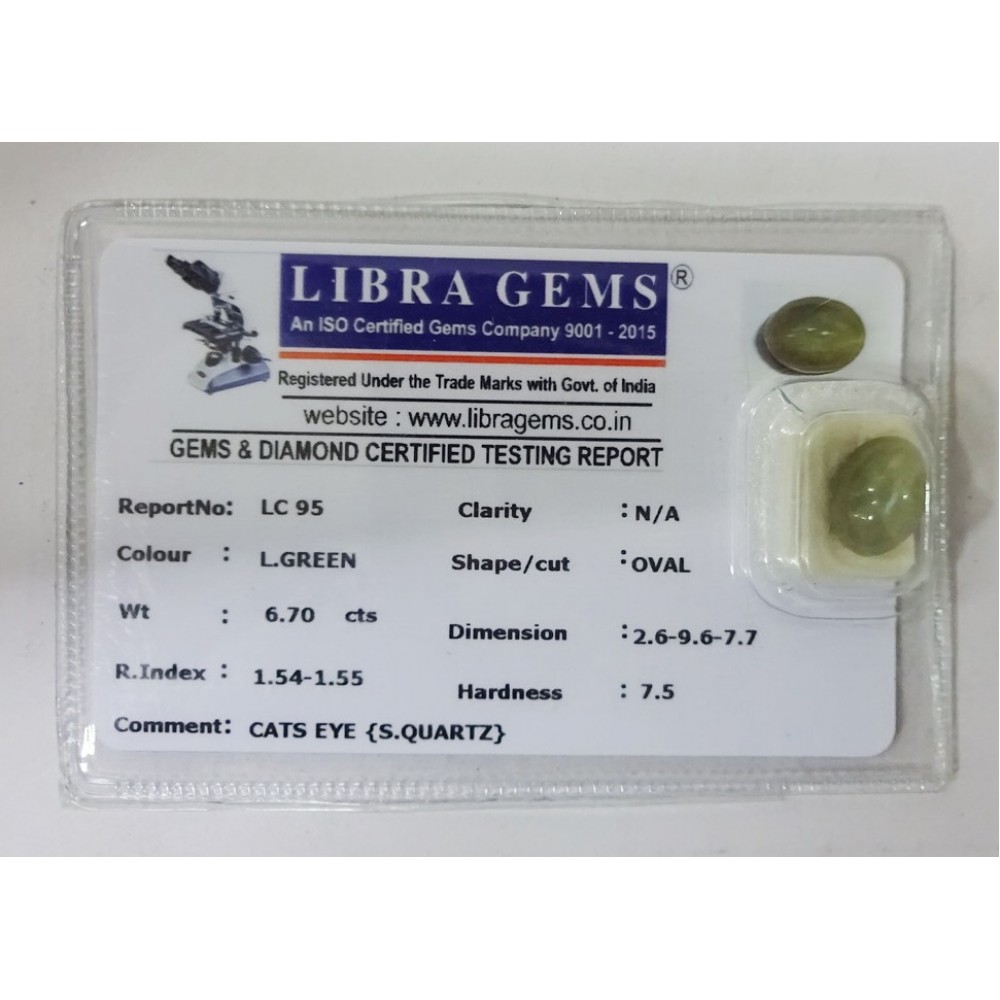 LIBRA GEMS ®
An ISO Certified Gems Company 9001 - 2015
Registered Under the Trade Marks with Govt. of India
website : www.libragems.co.in
GEMS & DIAMOND CERTIFIED TESTING REPORT
ReportNo: LC 95 Clarity : N/A
Colour : L.GREEN Shape/cut : OVAL
Wt : 6.70 cts Dimension : 2.6-9.6-7.7
R.Index : 1.54-1.55 Hardness : 7.5
Comment: CATS EYE {S.QUARTZ}